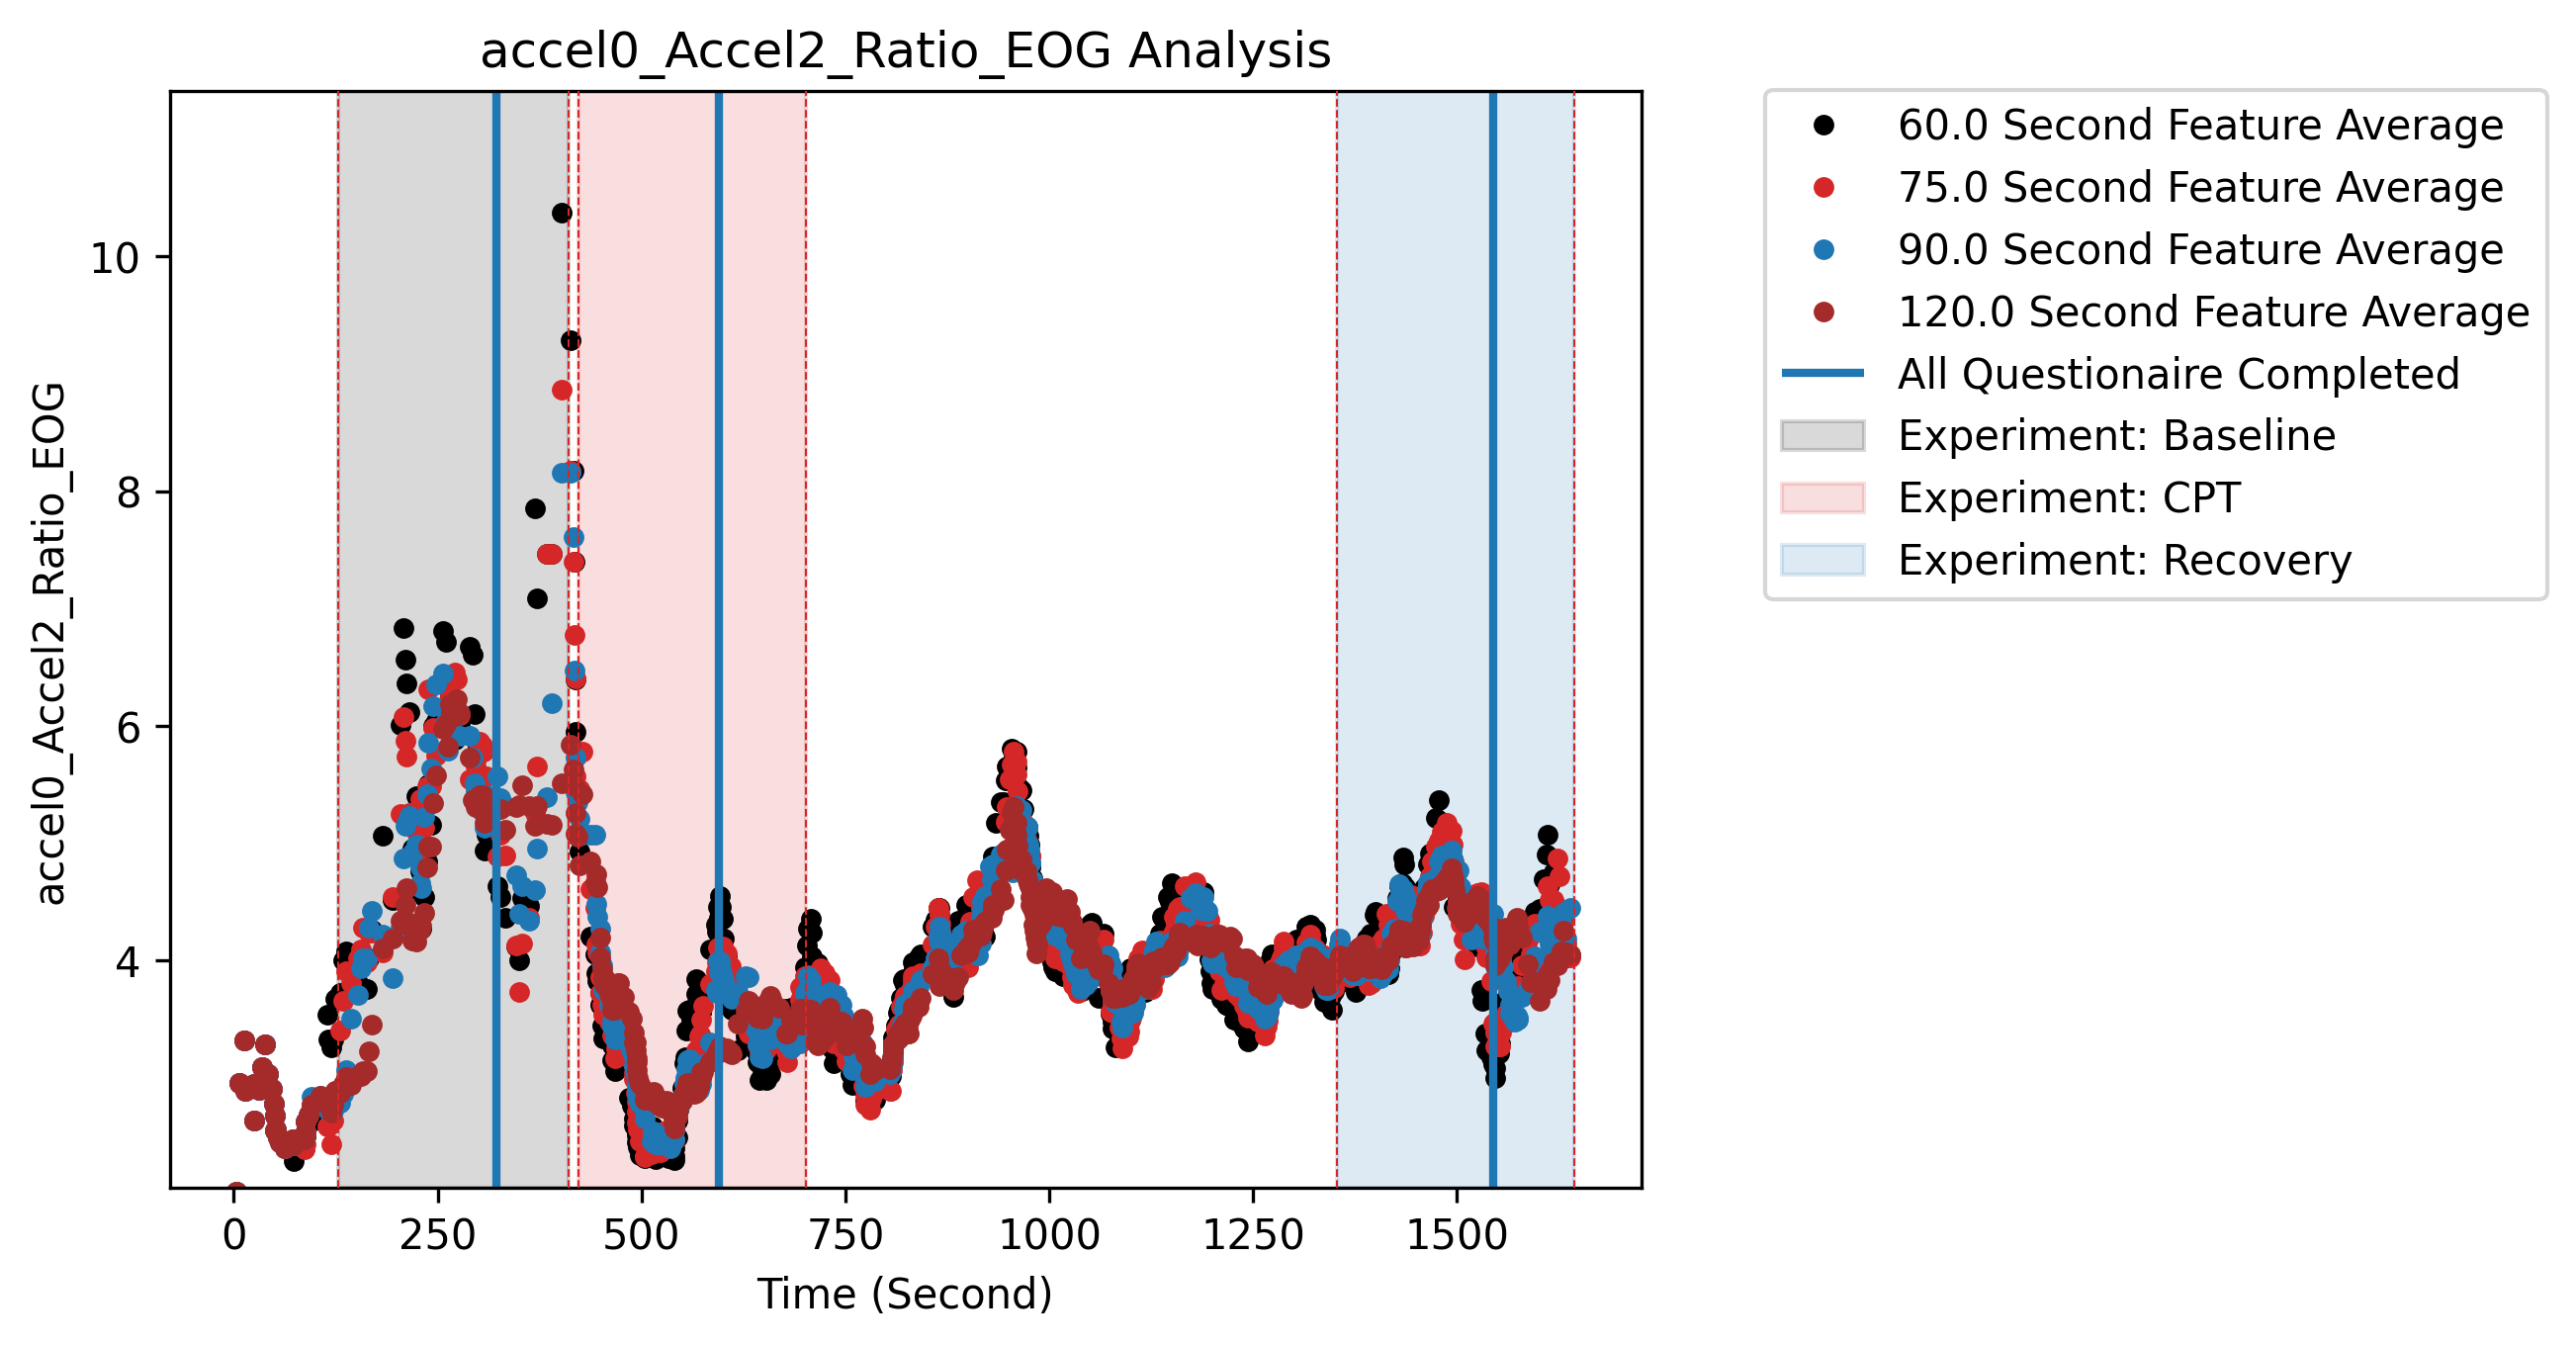 accel0_Accel2_Ratio_EOG Analysis
accel0_Accel2_Ratio_EOG
10
8
6
4
0
250
500
750
1000
1250
1500
Time (Second)
60.0 Second Feature Average
75.0 Second Feature Average
90.0 Second Feature Average
120.0 Second Feature Average
All Questionaire Completed
Experiment: Baseline
Experiment: CPT
Experiment: Recovery